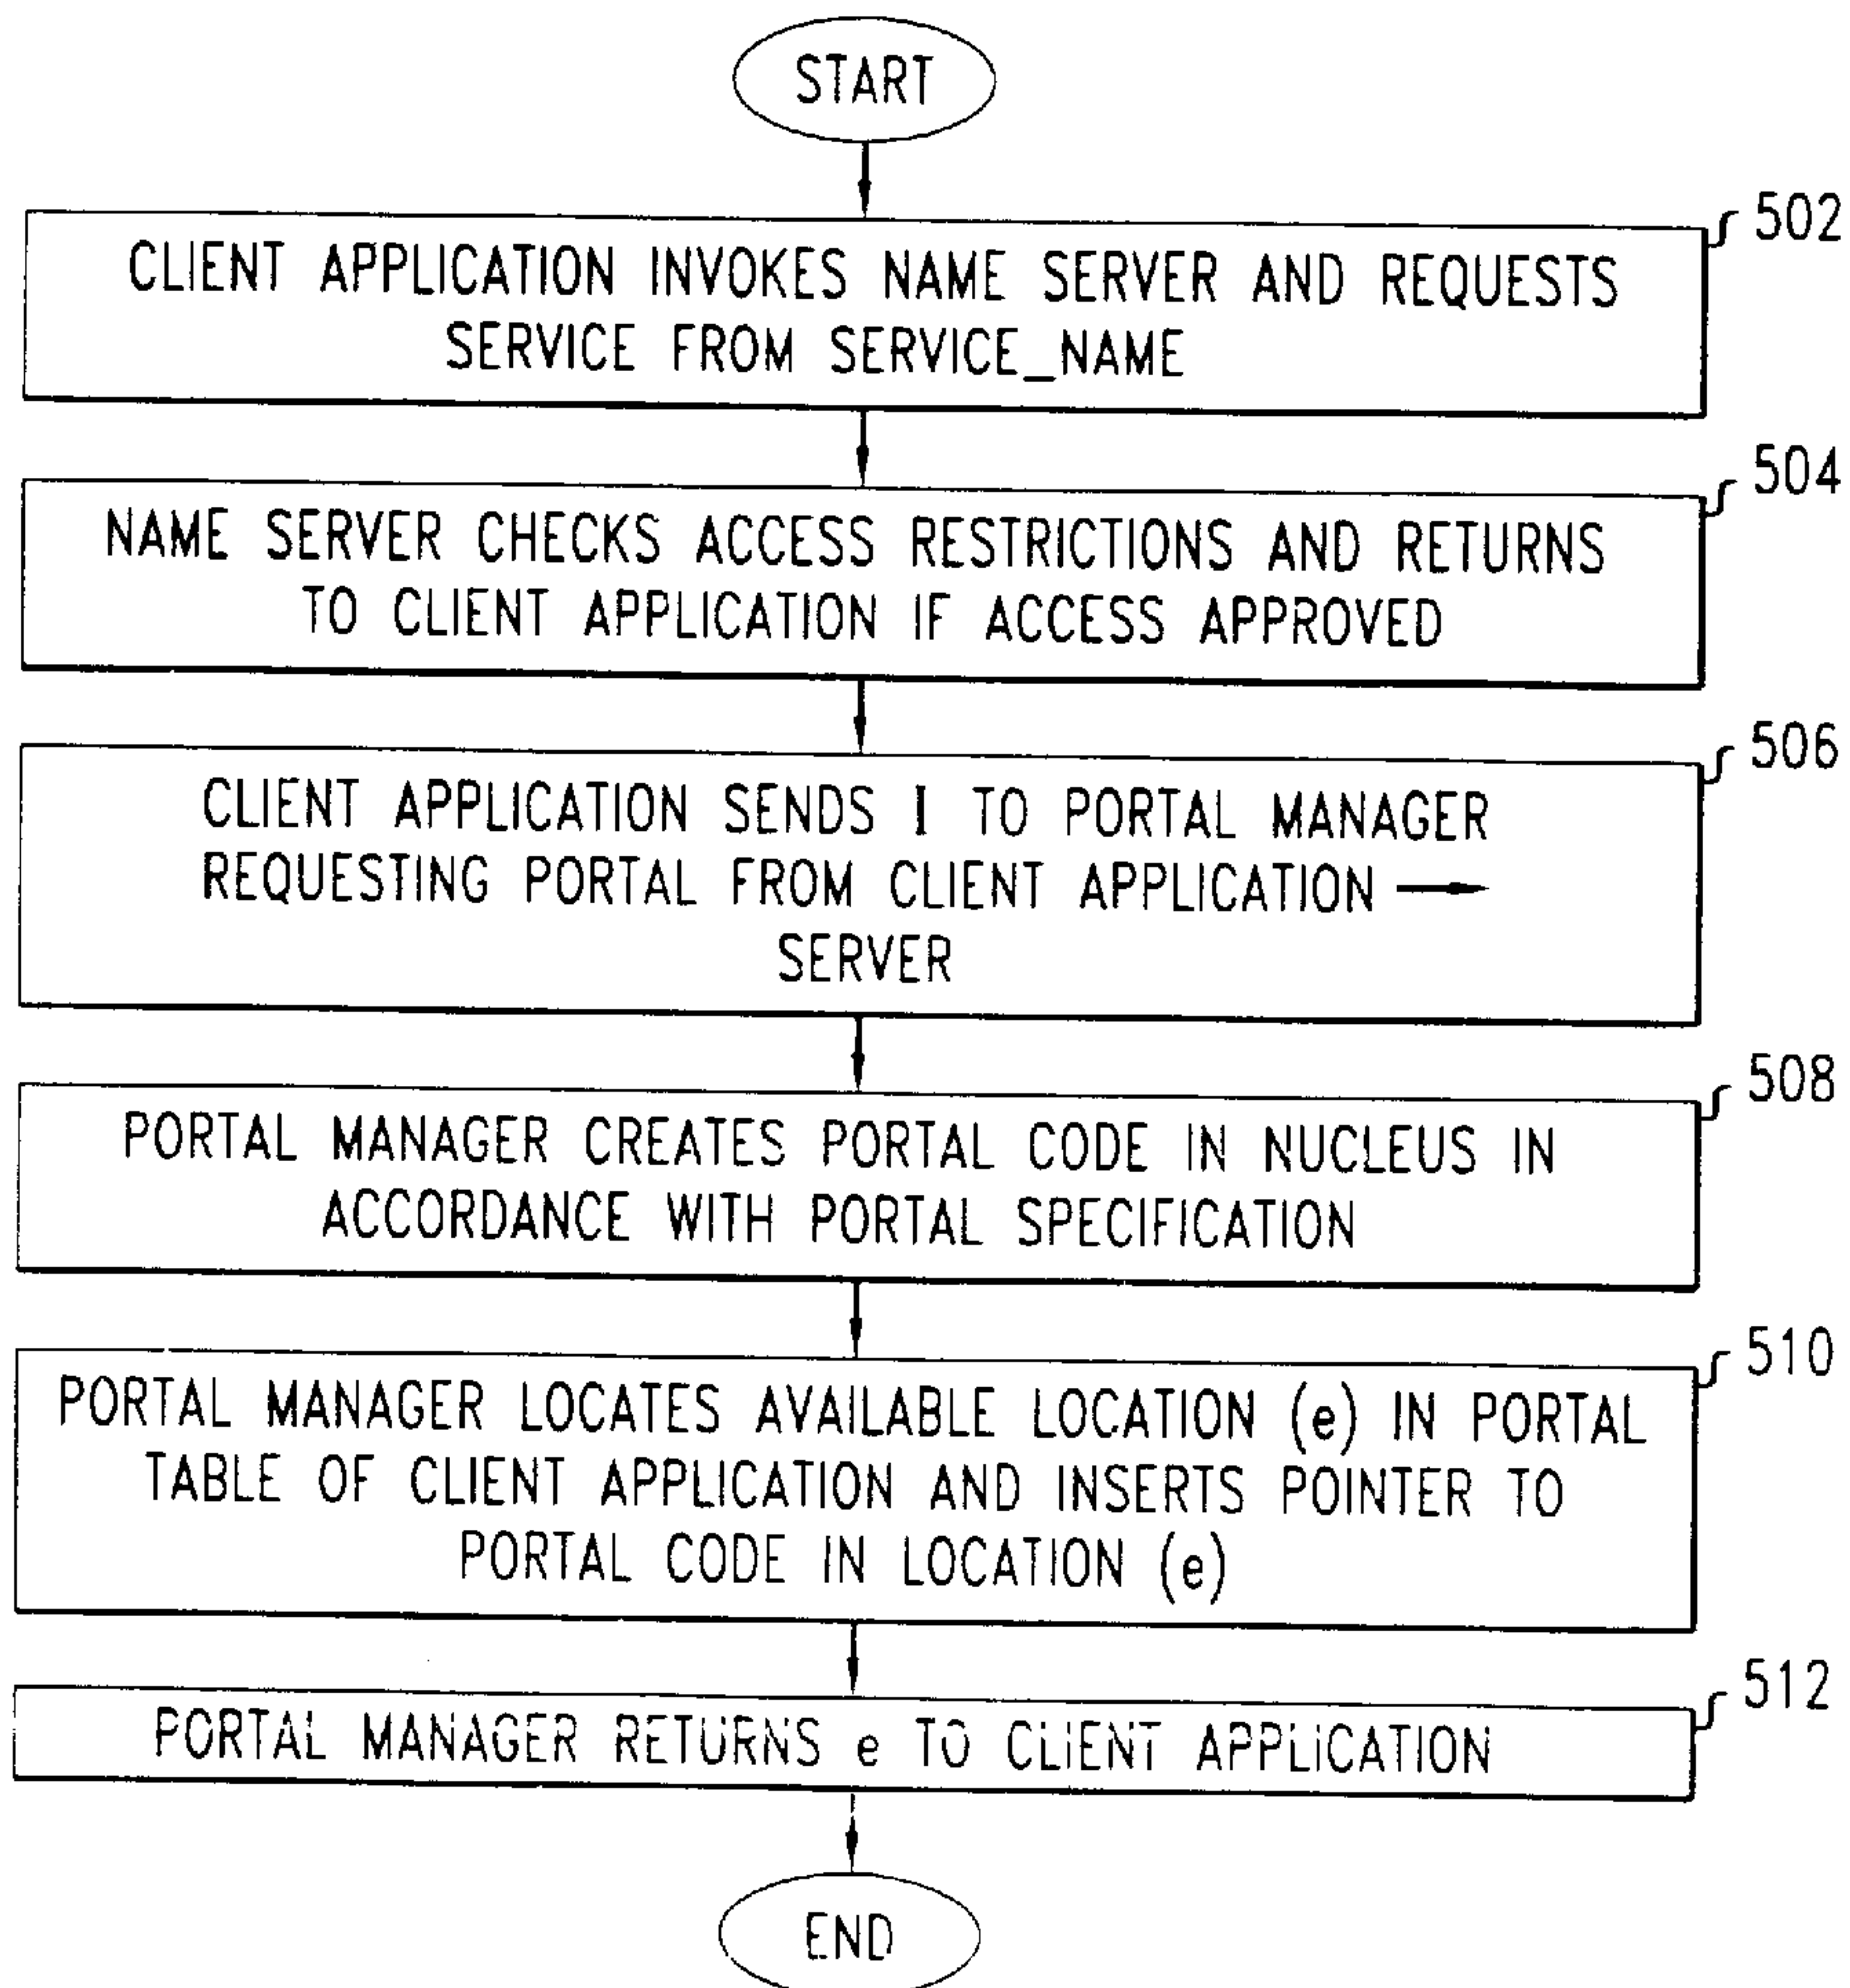 START
502
CLIENT APPLICATION INVOKES NAME SERVER AND REQUESTS
SERVICE FROM SERVICE_NAME
504
NAME SERVER CHECKS ACCESS RESTRICTIONS AND RETURNS
TO CLIENT APPLICATION IF ACCESS APPROVED
506
CLIENT APPLICATION SENDS I TO PORTAL MANAGER
REQUESTING PORTAL FROM CLIENT APPLICATION →
SERVER
508
PORTAL MANAGER CREATES PORTAL CODE IN NUCLEUS IN
ACCORDANCE WITH PORTAL SPECIFICATION
510
PORTAL MANAGER LOCATES AVAILABLE LOCATION (e) IN PORTAL
TABLE OF CLIENT APPLICATION AND INSERTS POINTER TO
PORTAL CODE IN LOCATION (e)
512
PORTAL MANAGER RETURNS e TO CLIENT APPLICATION
END